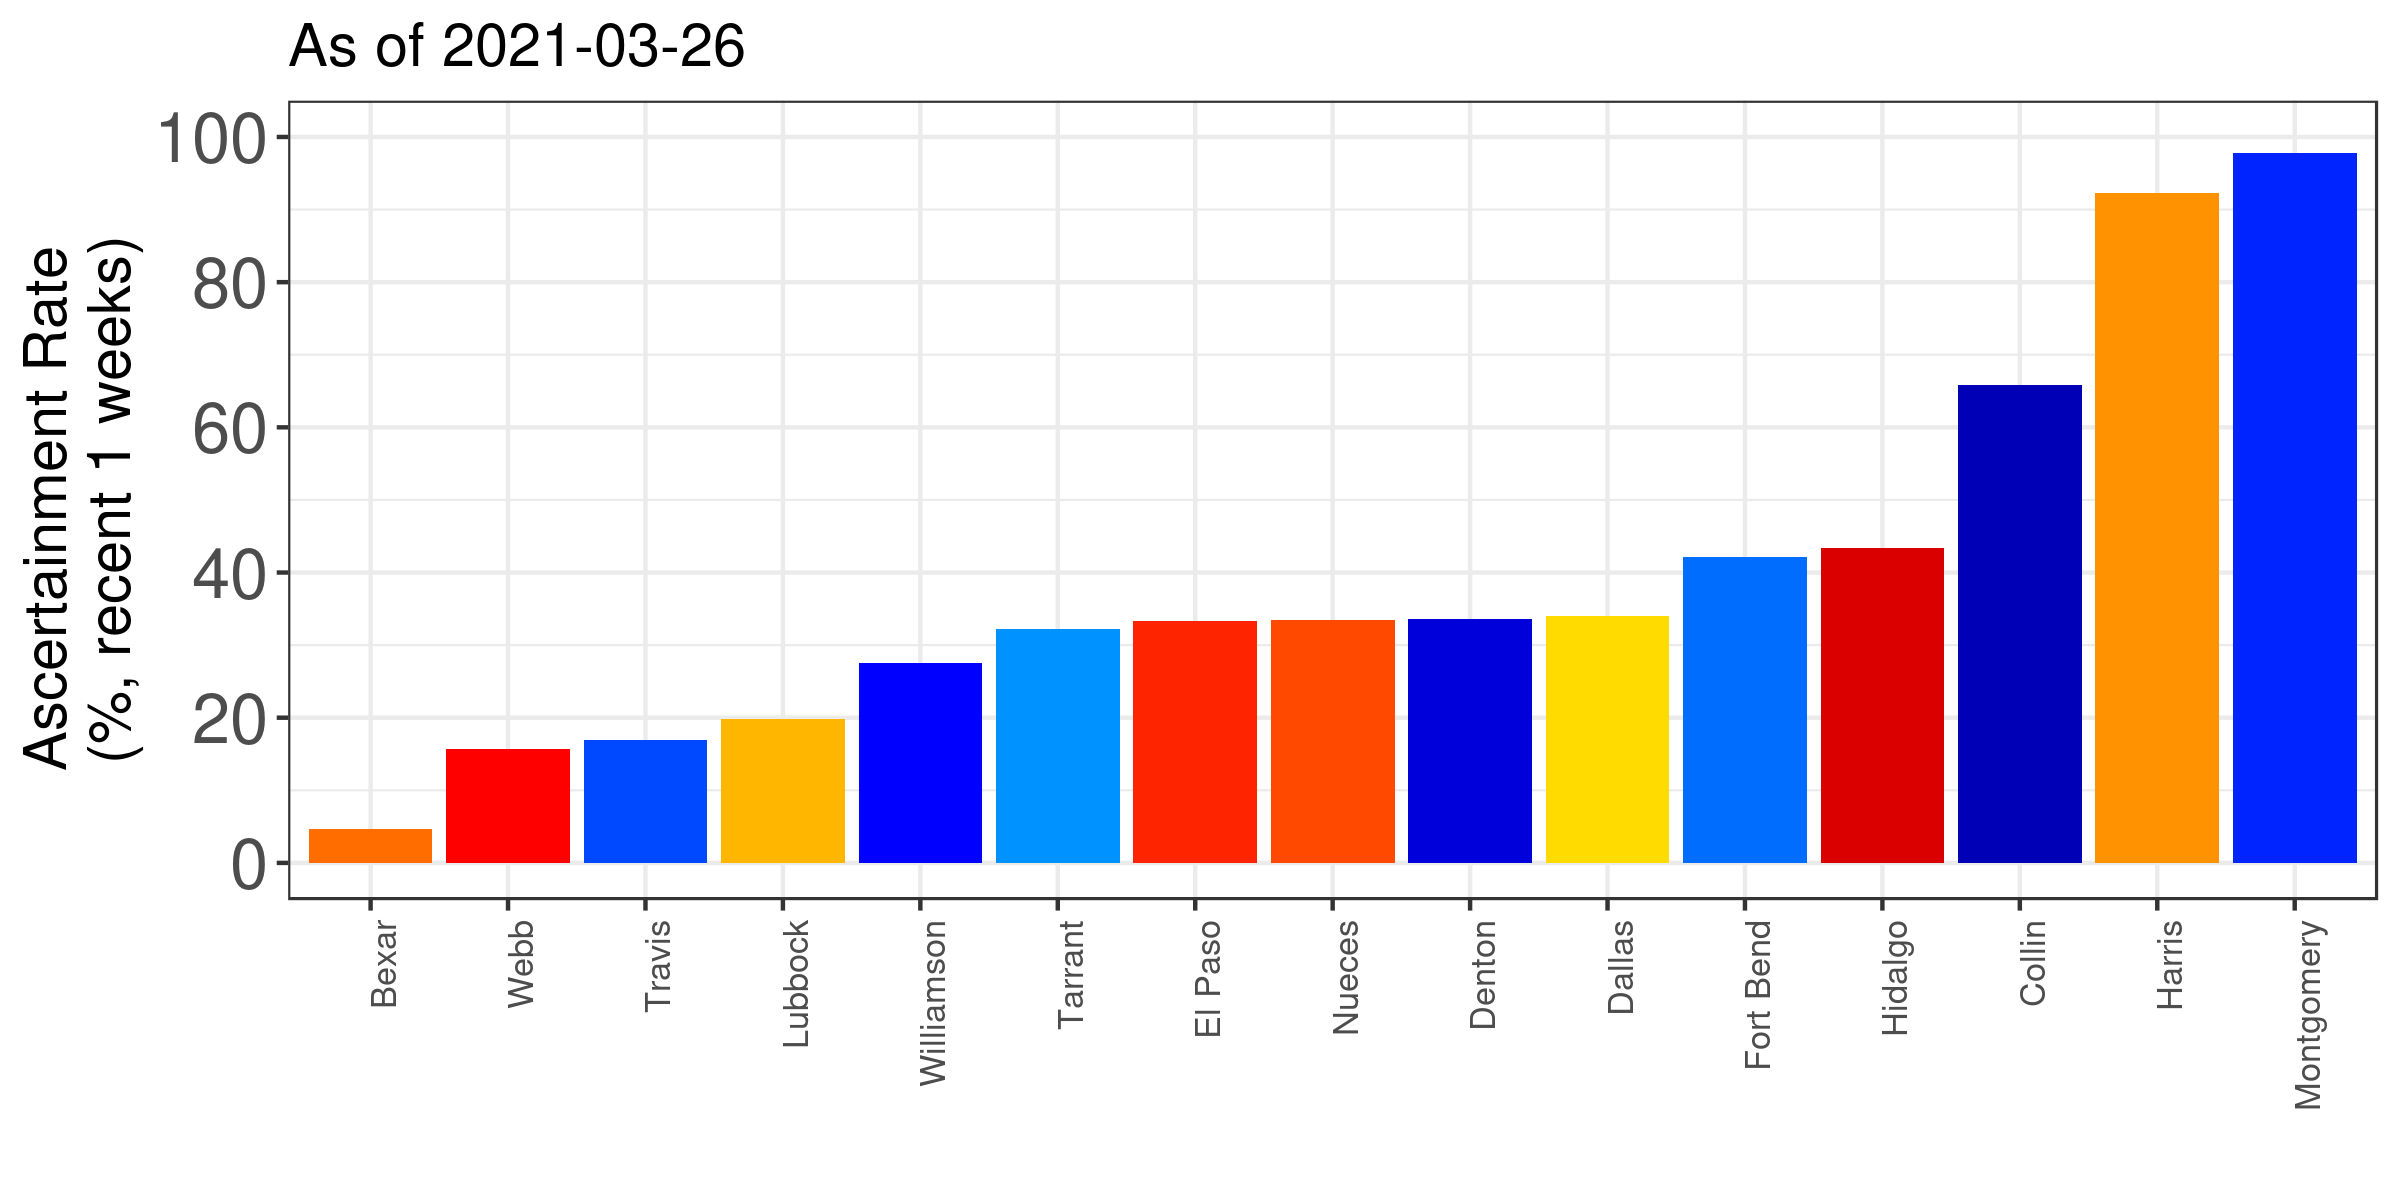 As of 2021-03-26
Ascertainment Rate
(%, recent 1 weeks)
100
80
60
40
20
0
Bexar
Webb
Travis
Lubbock
Williamson
Tarrant
El Paso
Nueces
Denton
Dallas
Fort Bend
Hidalgo
Collin
Harris
Montgomery